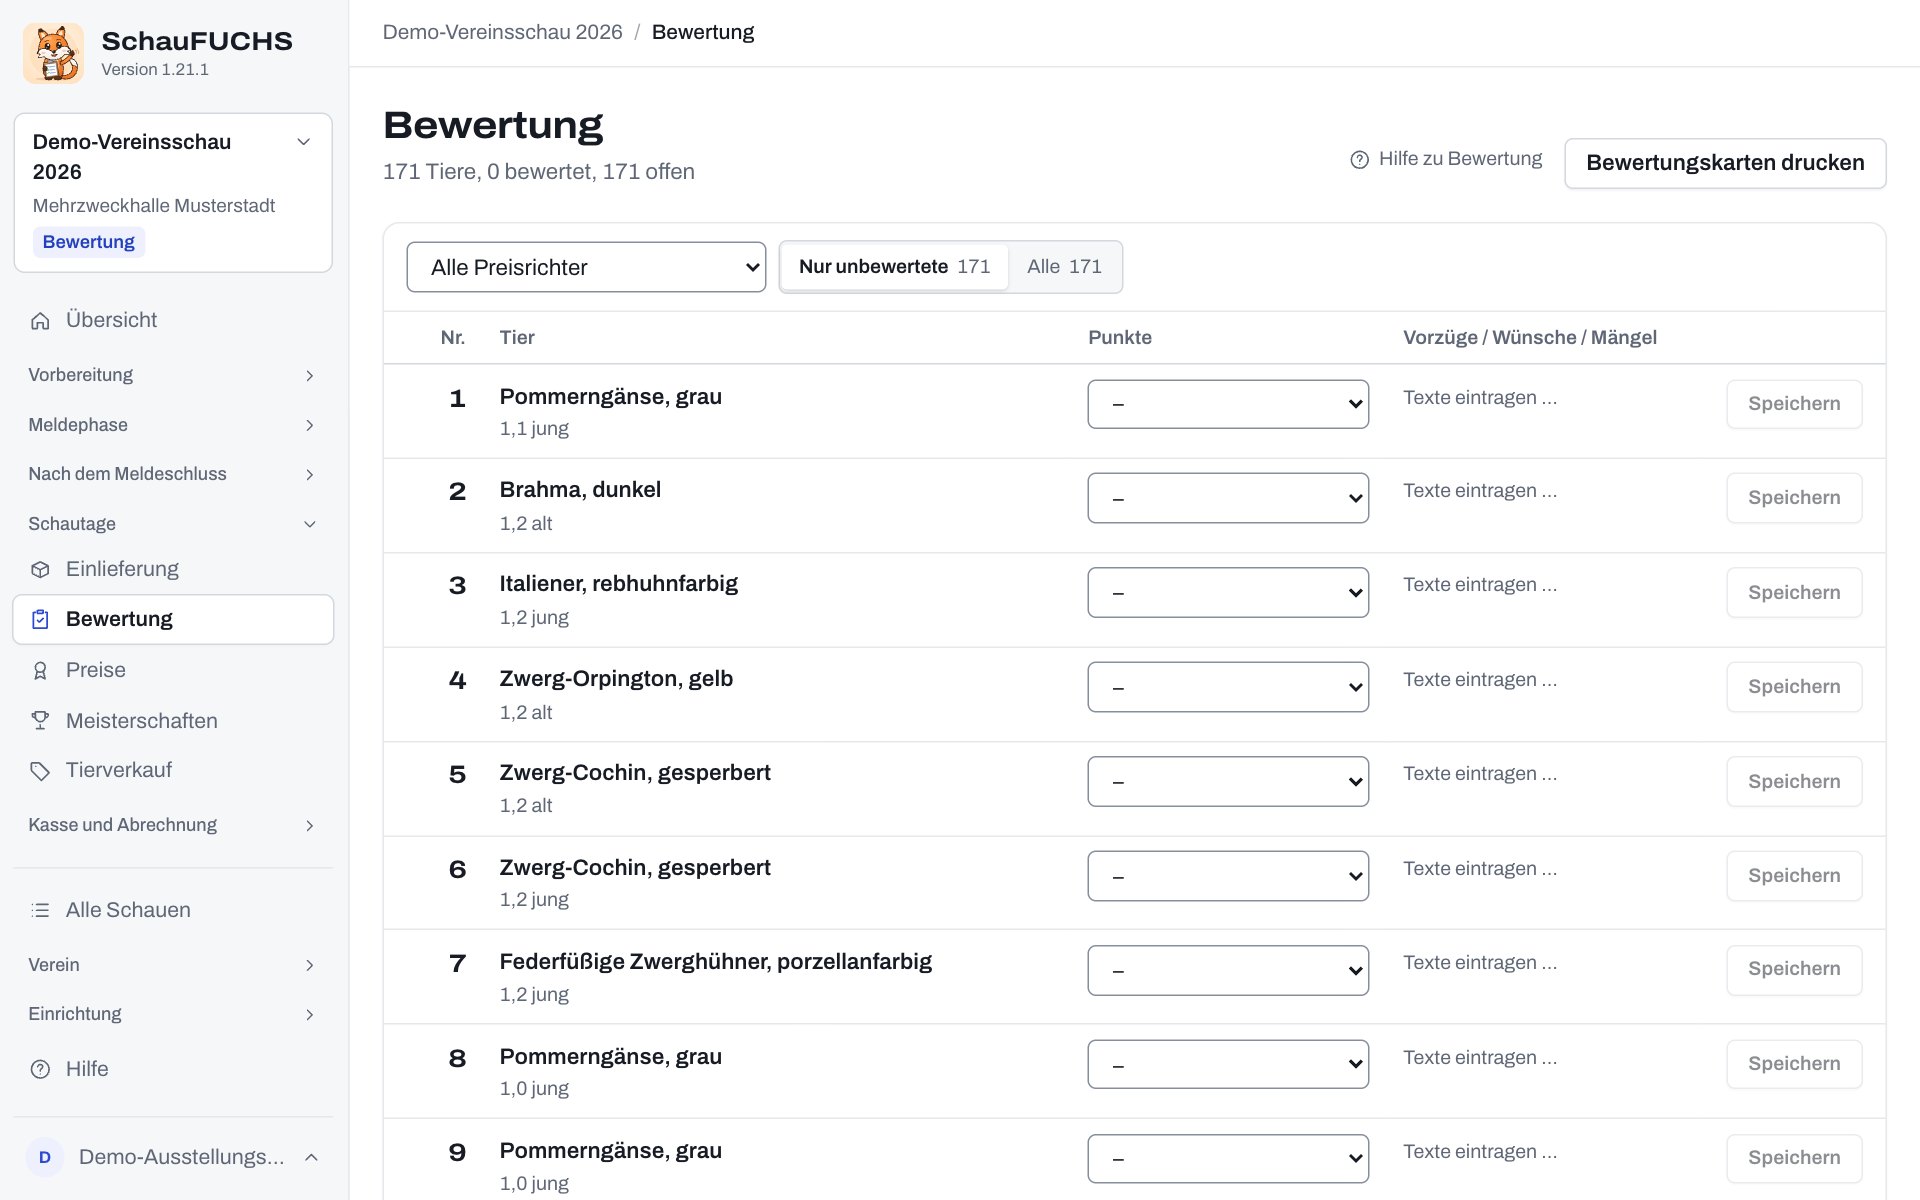 SchauFUCHS
Version 1.21.1
Demo-Vereinsschau
2026
Mehrzweckhalle Musterstadt
Bewertung
Übersicht
Vorbereitung
Meldephase
Nach dem Meldeschluss
Schautage
Einlieferung
Bewertung
Preise
Meisterschaften
Tierverkauf
Kasse und Abrechnung
Alle Schauen
Verein
Einrichtung
Hilfe
D Demo-Ausstellungs...
Demo-Vereinsschau 2026 / Bewertung
Bewertung
171 Tiere, 0 bewertet, 171 offen
Hilfe zu Bewertung
Bewertungskarten drucken
Alle Preisrichter
Nur unbewertete 171
Alle 171
Nr. Tier Punkte Vorzüge / Wünsche / Mängel
1 Pommerngänse, grau – Texte eintragen ... Speichern
1,1 jung
2 Brahma, dunkel – Texte eintragen ... Speichern
1,2 alt
3 Italiener, rebhuhnfarbig – Texte eintragen ... Speichern
1,2 jung
4 Zwerg-Orpington, gelb – Texte eintragen ... Speichern
1,2 alt
5 Zwerg-Cochin, gesperbert – Texte eintragen ... Speichern
1,2 alt
6 Zwerg-Cochin, gesperbert – Texte eintragen ... Speichern
1,2 jung
7 Federfüßige Zwerghühner, porzellanfarbig – Texte eintragen ... Speichern
1,2 jung
8 Pommerngänse, grau – Texte eintragen ... Speichern
1,0 jung
9 Pommerngänse, grau – Texte eintragen ... Speichern
1,0 jung